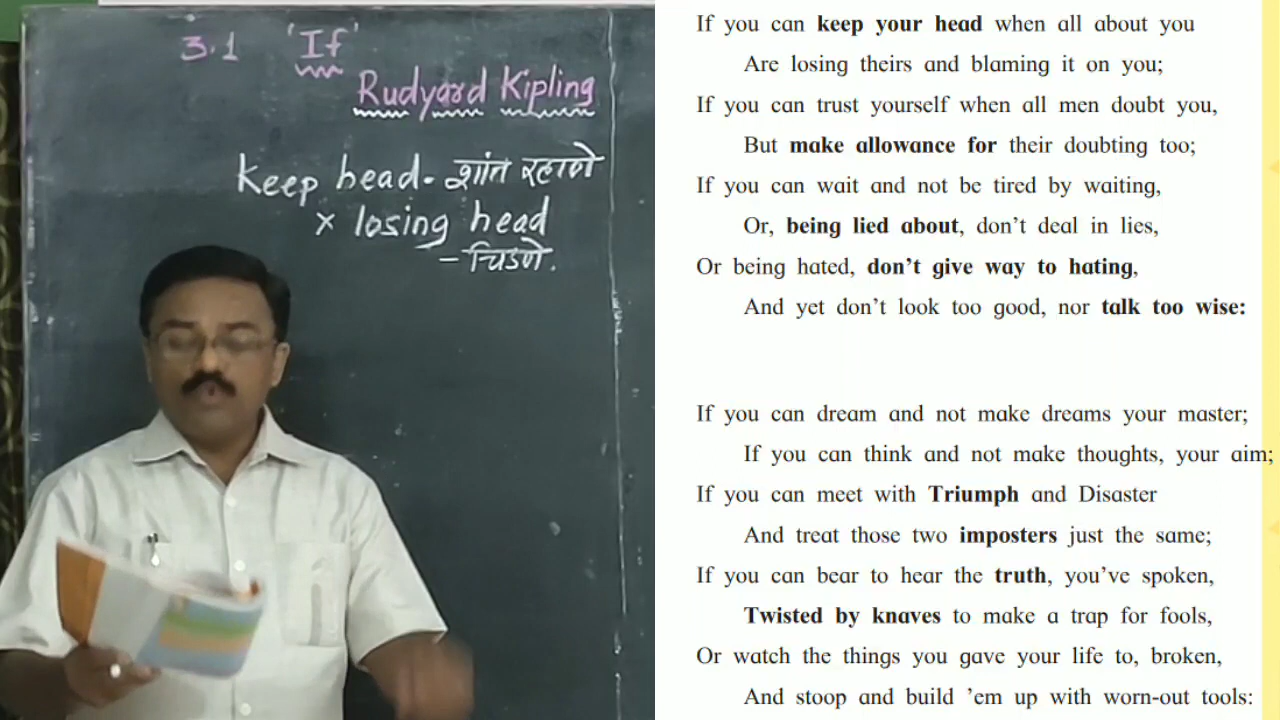 3.1 'If'
Rudyard Kipling
Keep head - शांत रहाणे
× losing head
- चिडणे.
If you can keep your head when all about you
Are losing theirs and blaming it on you;
If you can trust yourself when all men doubt you,
But make allowance for their doubting too;
If you can wait and not be tired by waiting,
Or, being lied about, don't deal in lies,
Or being hated, don't give way to hating,
And yet don't look too good, nor talk too wise:
If you can dream and not make dreams your master;
If you can think and not make thoughts, your aim;
If you can meet with Triumph and Disaster
And treat those two imposters just the same;
If you can bear to hear the truth, you've spoken,
Twisted by knaves to make a trap for fools,
Or watch the things you gave your life to, broken,
And stoop and build 'em up with worn-out tools: